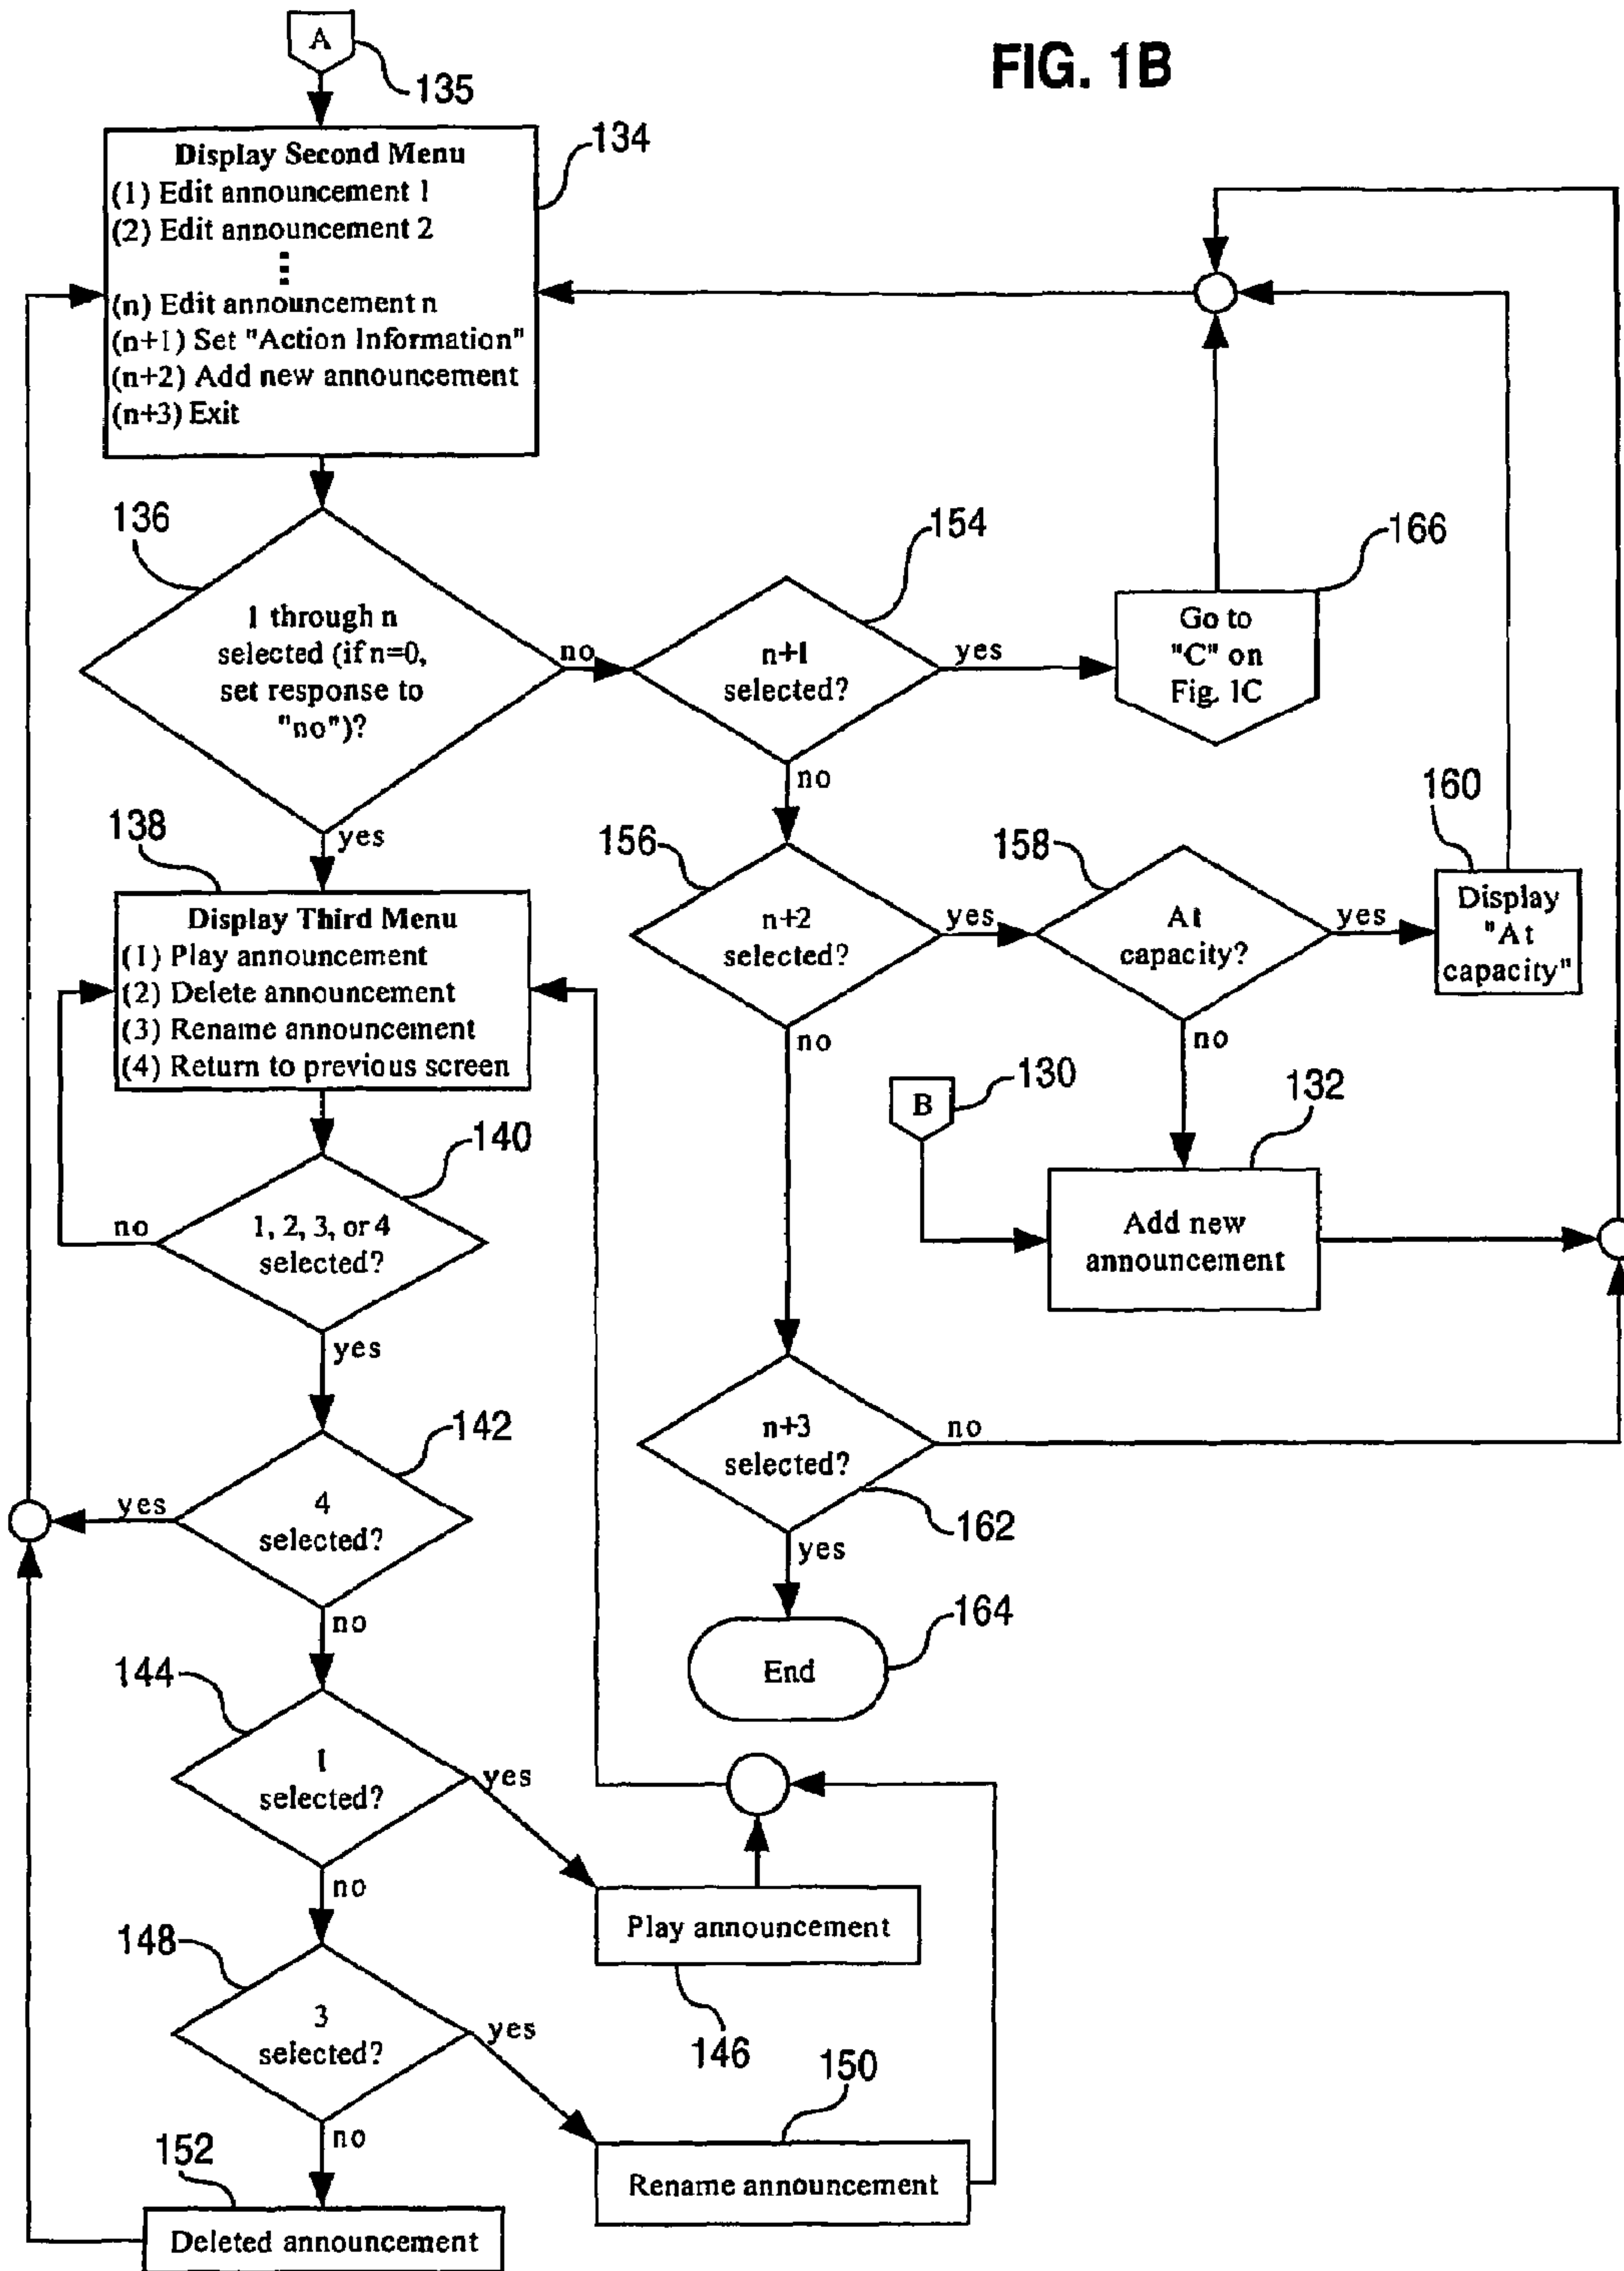 FIG. 1B
A
135
134
Display Second Menu
(1) Edit announcement 1
(2) Edit announcement 2
(n) Edit announcement n
(n+1) Set "Action Information"
(n+2) Add new announcement
(n+3) Exit
136
1 through n
selected (if n=0,
set response to
"no")?
no
yes
154
n+1
selected?
yes
no
166
Go to
"C" on
Fig. 1C
138
Display Third Menu
(1) Play announcement
(2) Delete announcement
(3) Rename announcement
(4) Return to previous screen
156
n+2
selected?
yes
no
158
At
capacity?
yes
no
160
Display
"At
capacity"
B
130
132
Add new
announcement
140
1, 2, 3, or 4
selected?
no
yes
142
4
selected?
yes
no
n+3
selected?
no
162
yes
End
164
144
1
selected?
yes
no
Play announcement
146
148
3
selected?
yes
no
150
Rename announcement
152
Deleted announcement